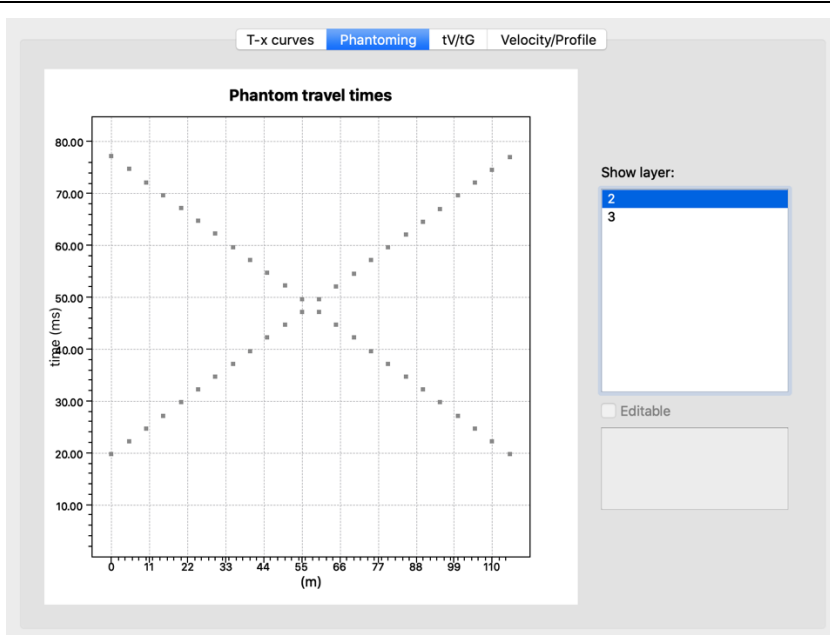 T-x curves Phantoming tV/tG Velocity/Profile
Phantom travel times
80.00
70.00
60.00
50.00
40.00
30.00
20.00
10.00
time (ms)
0 11 22 33 44 55 66 77 88 99 110
(m)
Show layer:
2
3
Editable